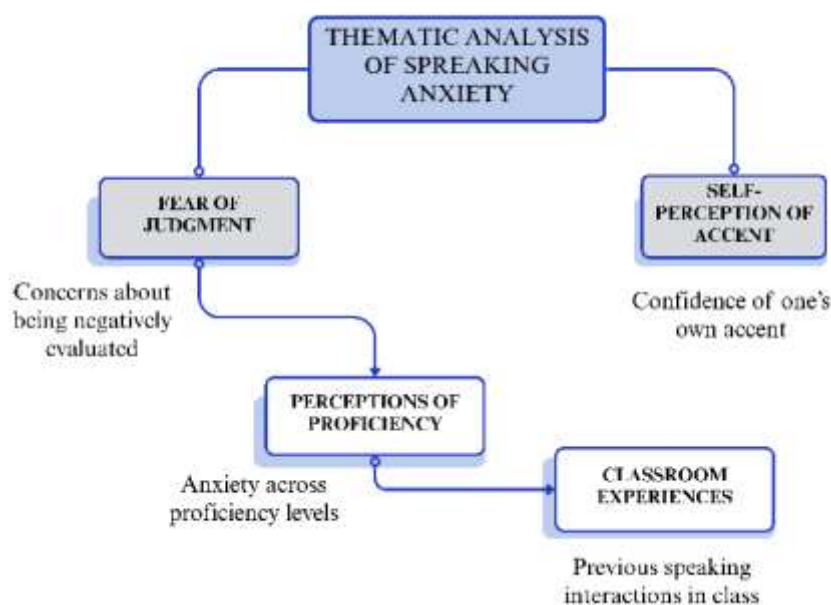 THEMATIC ANALYSIS
OF SPREAKING
ANXIETY
FEAR OF
JUDGMENT
SELF-
PERCEPTION OF
ACCENT
Concerns about
being negatively
evaluated
Confidence of one's
own accent
PERCEPTIONS OF
PROFICIENCY
Anxiety across
proficiency levels
CLASSROOM
EXPERIENCES
Previous speaking
interactions in class